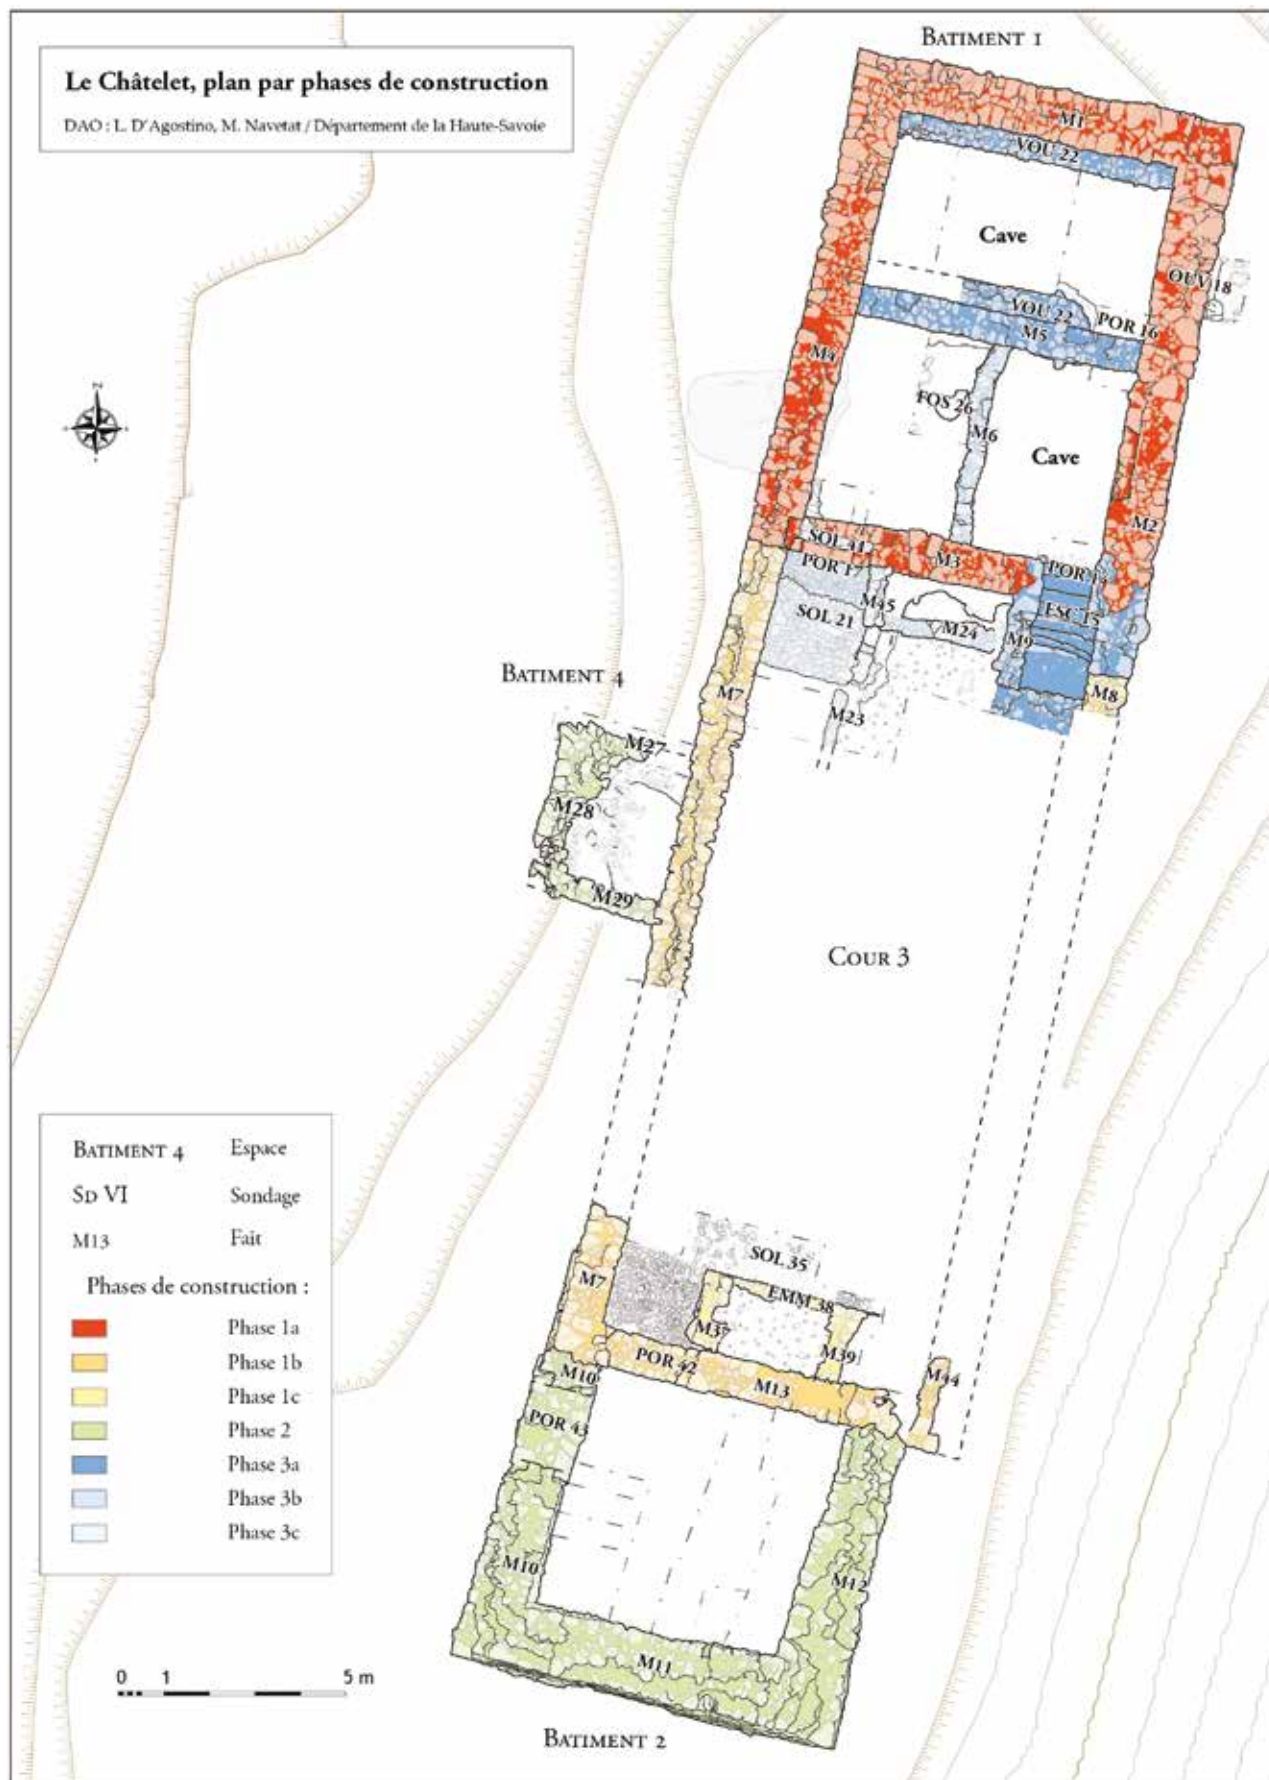 BATIMENT 1
Le Châtelet, plan par phases de construction
DAO : L. D'Agostino, M. Navetat / Département de la Haute-Savoie
M1
VOU 22
Cave
OUV 18
VOU 22
POR 16
M5
M4
FOS 26
M6
Cave
M2
SOL 41
M3
POR 17
POR 14
M45
ESC 15
SOL 21
M24
M9
BATIMENT 4
M7
M8
M23
M27
M28
M29
COUR 3
BATIMENT 4 Espace
SD VI Sondage
M13 Fait
Phases de construction :
Phase 1a
Phase 1b
Phase 1c
Phase 2
Phase 3a
Phase 3b
Phase 3c
SOL 35
M7
EMM 38
M37
M39
POR 42
M44
M10
M13
POR 43
M10
M12
M11
0 1 5 m
BATIMENT 2